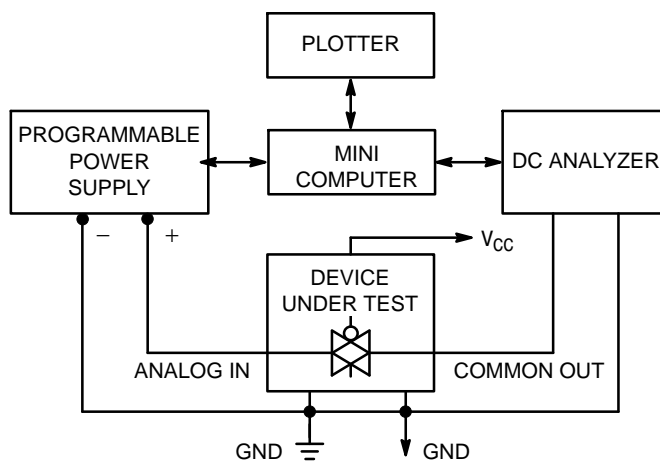 PLOTTER
PROGRAMMABLE
POWER
SUPPLY
MINI
COMPUTER
DC ANALYZER
− +
VCC
DEVICE
UNDER TEST
ANALOG IN
COMMON OUT
GND
GND